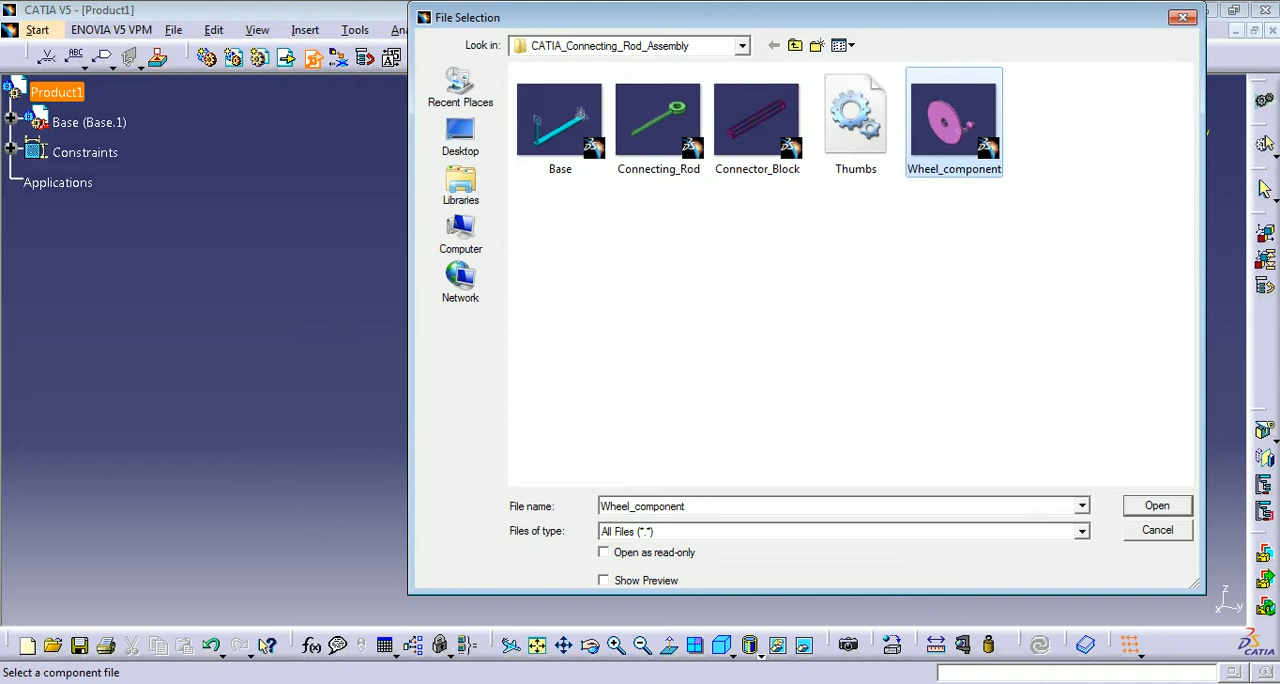 CATIA V5 - [Product1]
Start ENOVIA V5 VPM File Edit View Insert Tools An
Product1
Base (Base.1)
Constraints
Applications
File Selection
Look in: CATIA_Connecting_Rod_Assembly
Recent Places
Desktop
Libraries
Computer
Network
Base Connecting_Rod Connector_Block Thumbs Wheel_component
File name: Wheel_component Open
Files of type: All Files (*.*) Cancel
Open as read-only
Show Preview
z
x y
f(x)
CATIA
Select a component file